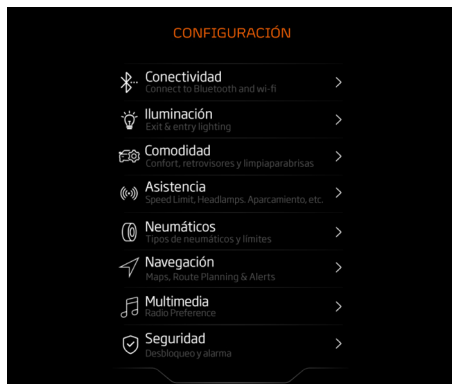 CONFIGURACIÓN
Conectividad
Connect to Bluetooth and wi-fi
Iluminación
Exit & entry lighting
Comodidad
Confort, retrovisores y limpiaparabrisas
Asistencia
Speed Limit, Headlamps. Aparcamiento, etc.
Neumáticos
Tipos de neumáticos y límites
Navegación
Maps, Route Planning & Alerts
Multimedia
Radio Preference
Seguridad
Desbloqueo y alarma